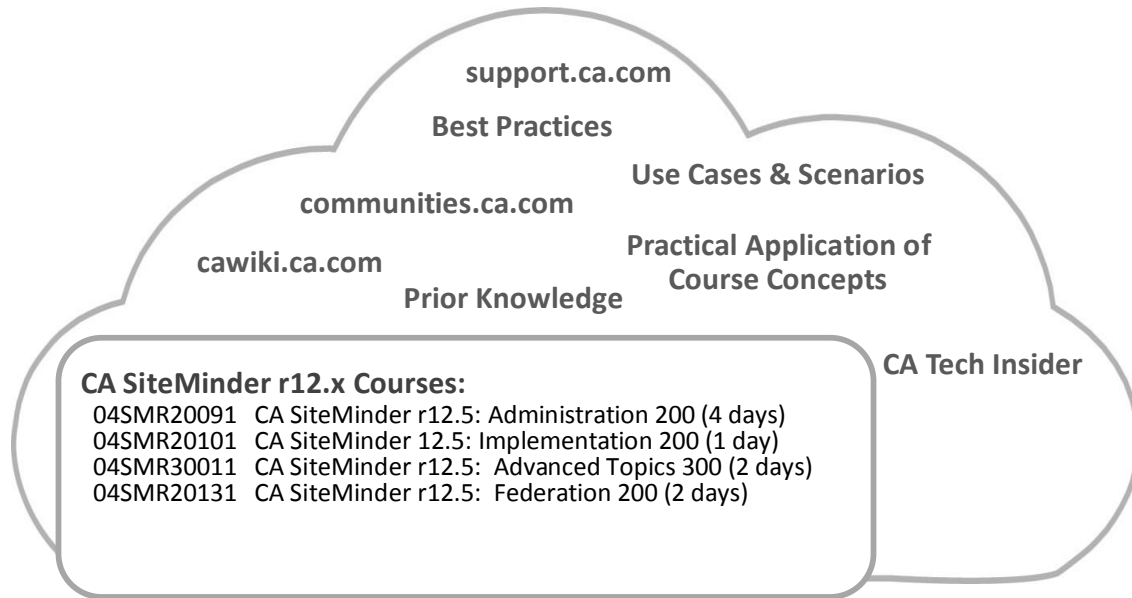 support.ca.com
Best Practices
Use Cases & Scenarios
communities.ca.com
Practical Application of
Course Concepts
cawiki.ca.com
Prior Knowledge
CA Tech Insider
CA SiteMinder r12.x Courses:
04SMR20091 CA SiteMinder r12.5: Administration 200 (4 days)
04SMR20101 CA SiteMinder 12.5: Implementation 200 (1 day)
04SMR30011 CA SiteMinder r12.5: Advanced Topics 300 (2 days)
04SMR20131 CA SiteMinder r12.5: Federation 200 (2 days)